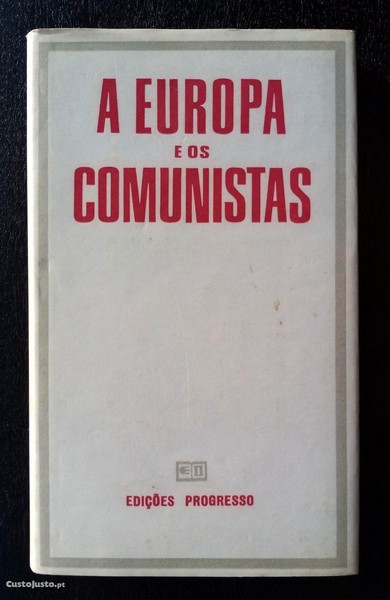 A EUROPA
E OS
COMUNISTAS
EDIÇÕES PROGRESSO
CustoJusto.pt